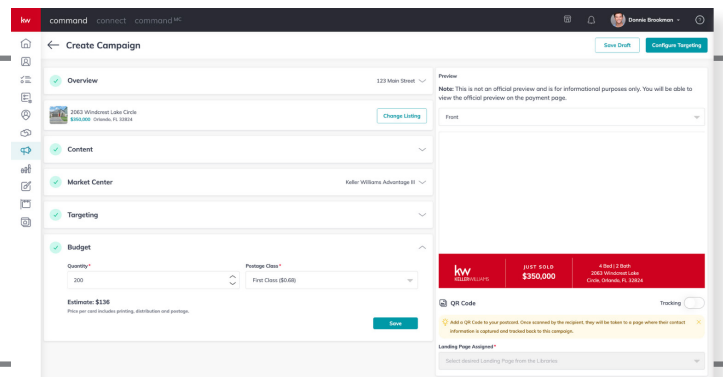 kw command connect command MC Donnie Brookman
Create Campaign Save Draft Configure Targeting
Overview 123 Main Street
2063 Windcrest Lake Circle
$350,000 Orlando, FL 32824
Change Listing
Content
Market Center Keller Williams Advantage III
Targeting
Budget
Quantity* Postage Class*
200 First Class ($0.68)
Estimate: $136
Price per card includes printing, distribution and postage.
Save
Preview
Note: This is not an official preview and is for informational purposes only. You will be able to
view the official preview on the payment page.
Front
kw
KELLERWILLIAMS
JUST SOLD
$350,000
4 Bed | 2 Bath
2063 Windcrest Lake
Circle, Orlando, FL 32824
QR Code Tracking
Add a QR Code to your postcard. Once scanned by the recipient, they will be taken to a page where their contact
information is captured and tracked back to this campaign.
Landing Page Assigned*
Select desired Landing Page from the Libraries